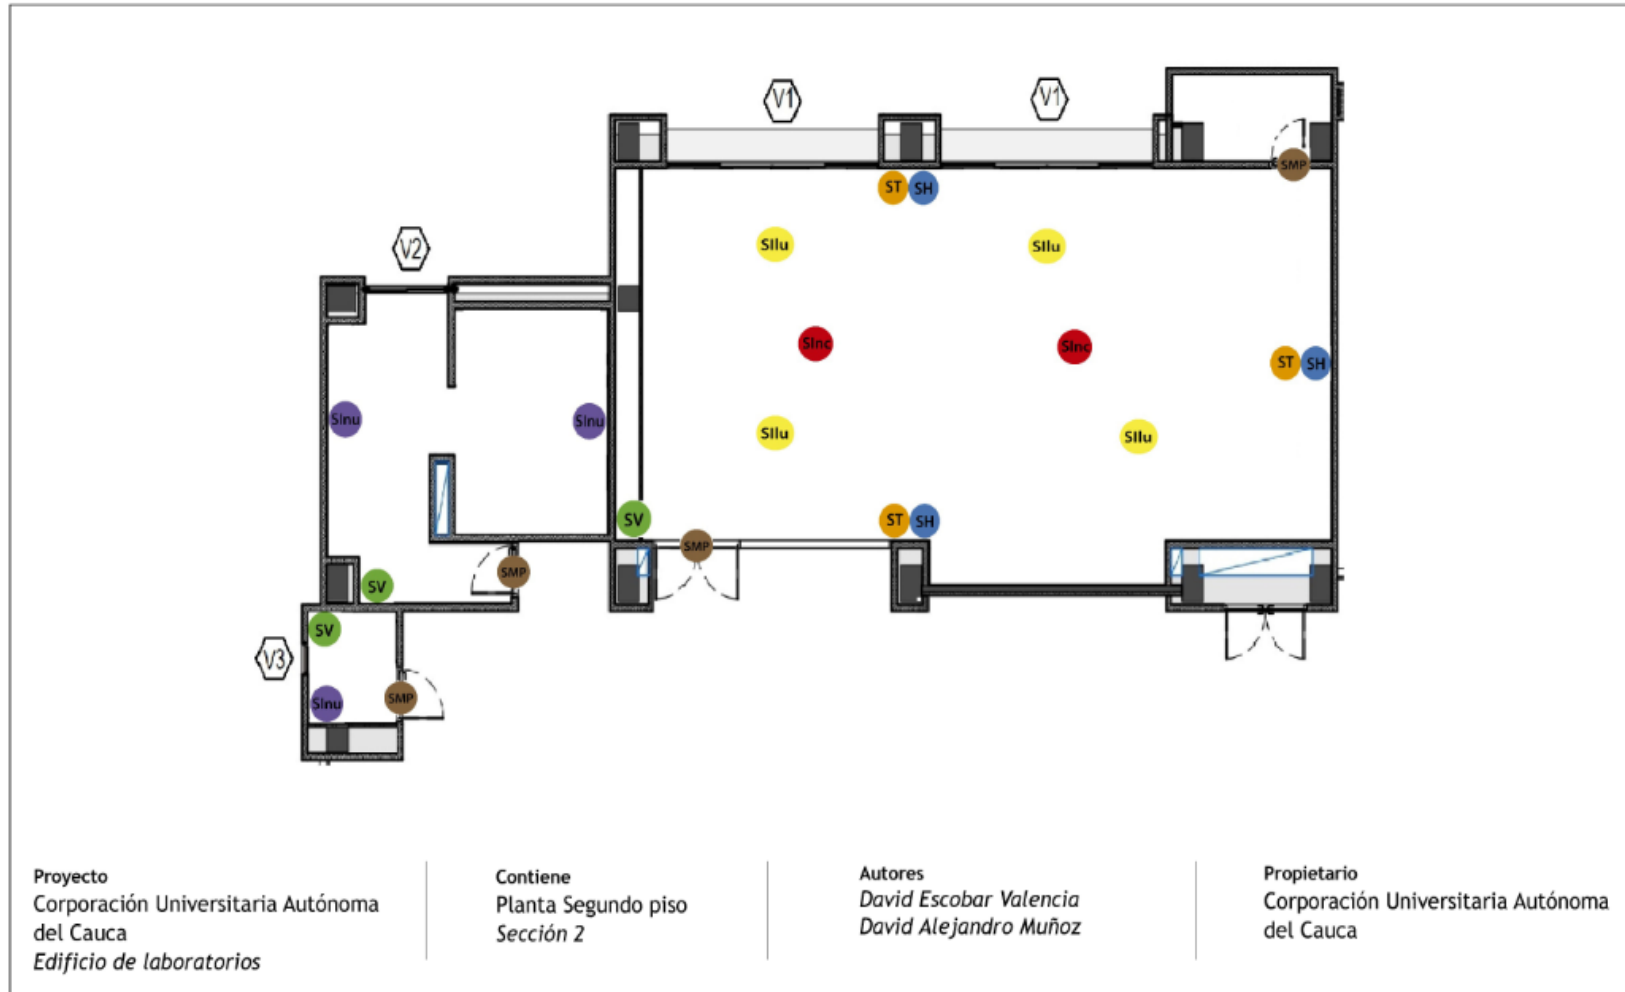 V1
V1
SMP
ST SH
SIlu
SIlu
V2
SInc
SInc
ST SH
SInu
SInu
SIlu
SIlu
SV
ST SH
SMP
SMP
SV
SV
V3
SInu
SMP
Proyecto
Corporación Universitaria Autónoma
del Cauca
Edificio de laboratorios
Contiene
Planta Segundo piso
Sección 2
Autores
David Escobar Valencia
David Alejandro Muñoz
Propietario
Corporación Universitaria Autónoma
del Cauca